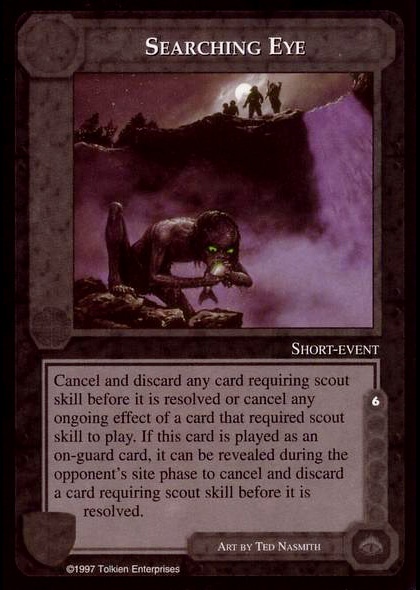 SEARCHING EYE
SHORT-EVENT
Cancel and discard any card requiring scout
skill before it is resolved or cancel any
ongoing effect of a card that required scout
skill to play. If this card is played as an
on-guard card, it can be revealed during the
opponent's site phase to cancel and discard
a card requiring scout skill before it is
resolved.
6
ART BY TED NASMITH
©1997 Tolkien Enterprises